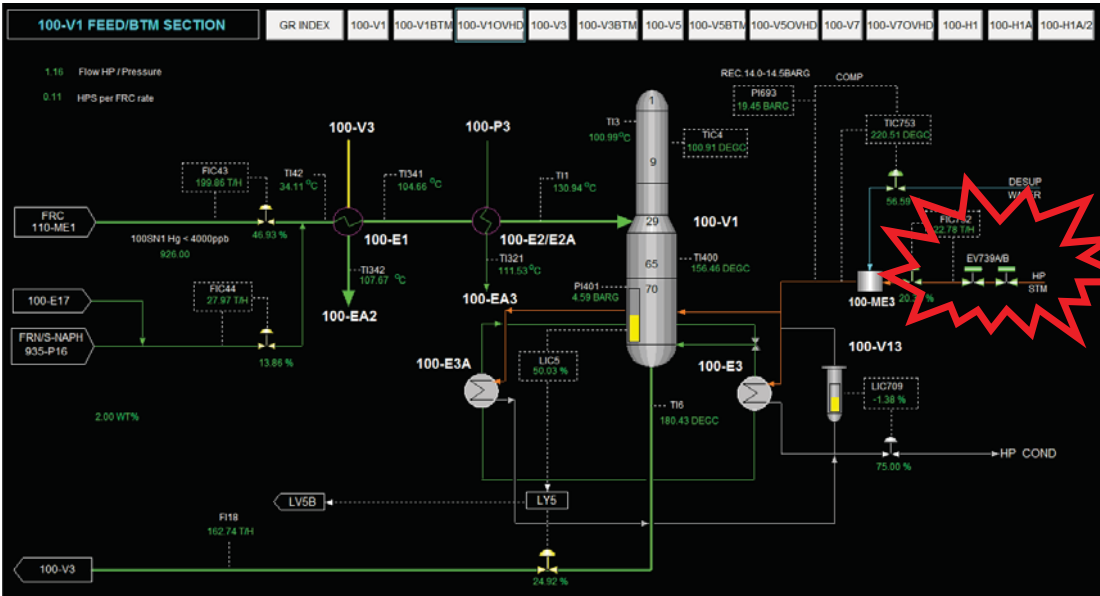 100-V1 FEED/BTM SECTION
GR INDEX
100-V1
100-V1BTM
100-V1OVHD
100-V3
100-V3BTM
100-V5
100-V5BTM
100-V5OVHD
100-V7
100-V7OVHD
100-H1
100-H1A
100-H1A/2
1.16 Flow HP / Pressure
0.11 HPS per FRC rate
REC.14.0-14.5BARG
COMP
PI693
19.45 BARG
1
TI3
100.99°C
TIC4
100.91 DEGC
TIC753
220.51 DEGC
100-V3
100-P3
9
FIC43
199.86 T/H
TI42
34.11 °C
TI341
104.66 °C
TI1
130.94 °C
DESUP
56.59
FRC
110-ME1
46.93 %
100SN1 Hg < 4000ppb
926.00
100-E1
100-E2/E2A
29
100-V1
22.78 T/H
EV739A/B
HP
STM
TI342
107.67 °C
TI321
111.53°C
65
TI400
156.46 DEGC
FIC44
27.97 T/H
PI401
4.59 BARG
70
100-ME3
100-E17
100-EA2
100-EA3
FRN/S-NAPH
935-P16
13.86 %
100-E3A
LIC5
50.03 %
100-E3
100-V13
LIC709
-1.38 %
2.00 WT%
TI6
180.43 DEGC
HP COND
75.00 %
LV5B
LY5
FI18
162.74 T/H
100-V3
24.92 %